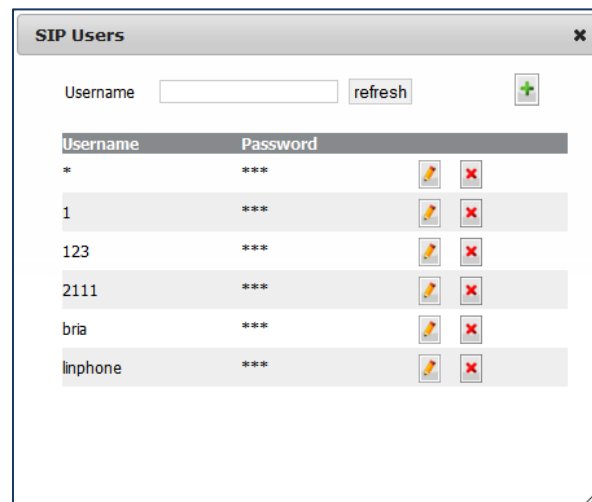 SIP Users
Username refresh
Username Password
* ***
1 ***
123 ***
2111 ***
bria ***
linphone ***